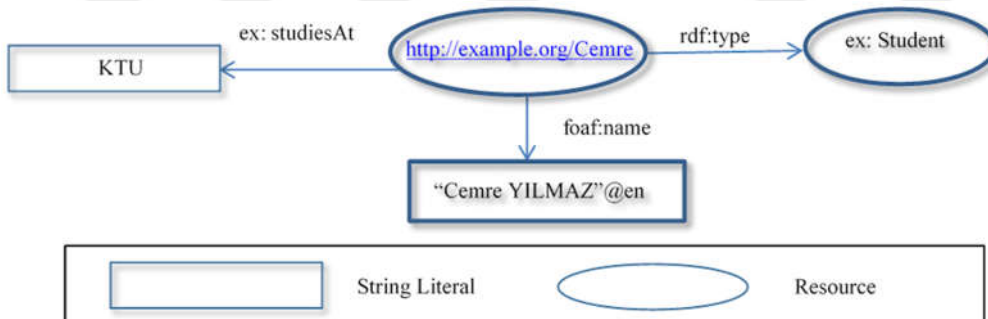 ex: studiesAt
http://example.org/Cemre
rdf:type
ex: Student
KTU
foaf:name
“Cemre YILMAZ”@en
String Literal
Resource